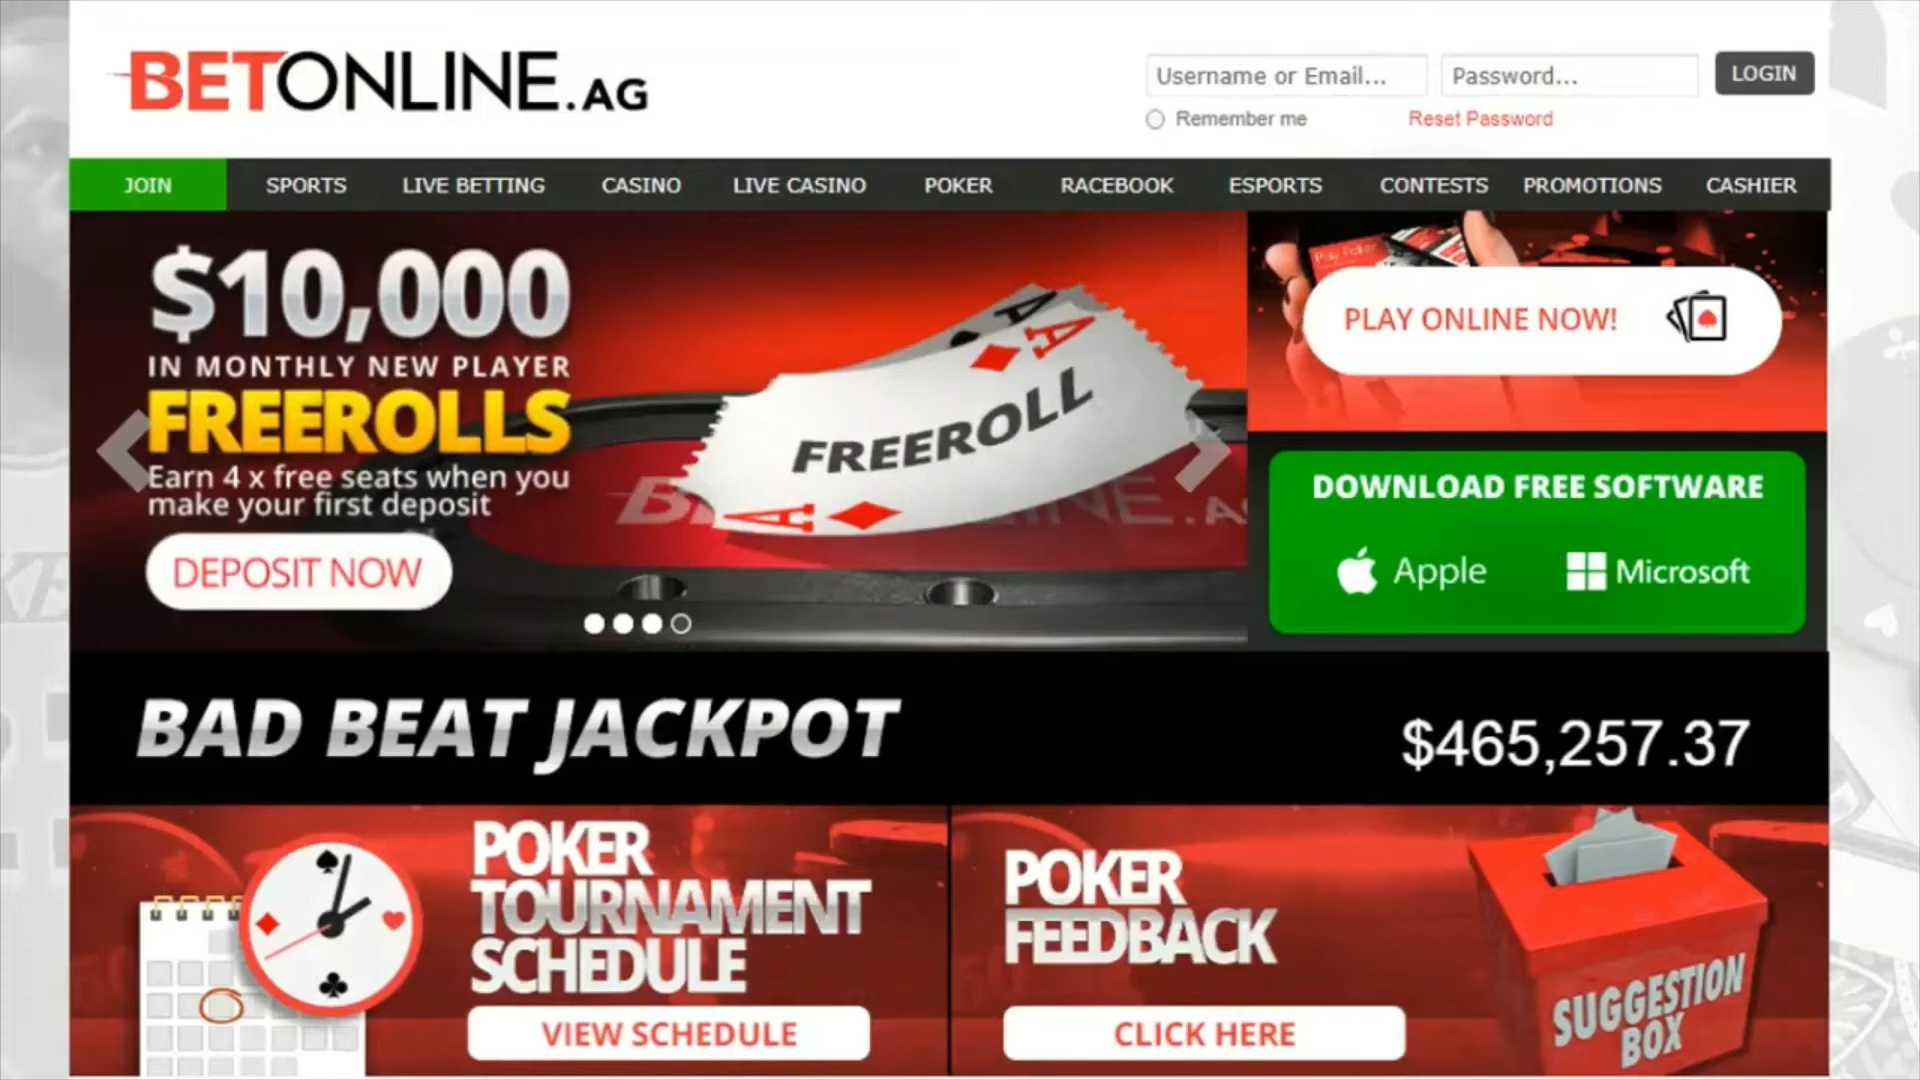 BETONLINE.AG
Username or Email...
Password...
LOGIN
Remember me
Reset Password
JOIN
SPORTS
LIVE BETTING
CASINO
LIVE CASINO
POKER
RACEBOOK
ESPORTS
CONTESTS
PROMOTIONS
CASHIER
$10,000
IN MONTHLY NEW PLAYER
FREEROLLS
Earn 4 x free seats when you
make your first deposit
DEPOSIT NOW
A
A
FREEROLL
A
PLAY ONLINE NOW!
DOWNLOAD FREE SOFTWARE
Apple
Microsoft
BAD BEAT JACKPOT
$465,257.37
POKER
TOURNAMENT
SCHEDULE
VIEW SCHEDULE
POKER
FEEDBACK
CLICK HERE
SUGGESTION
BOX